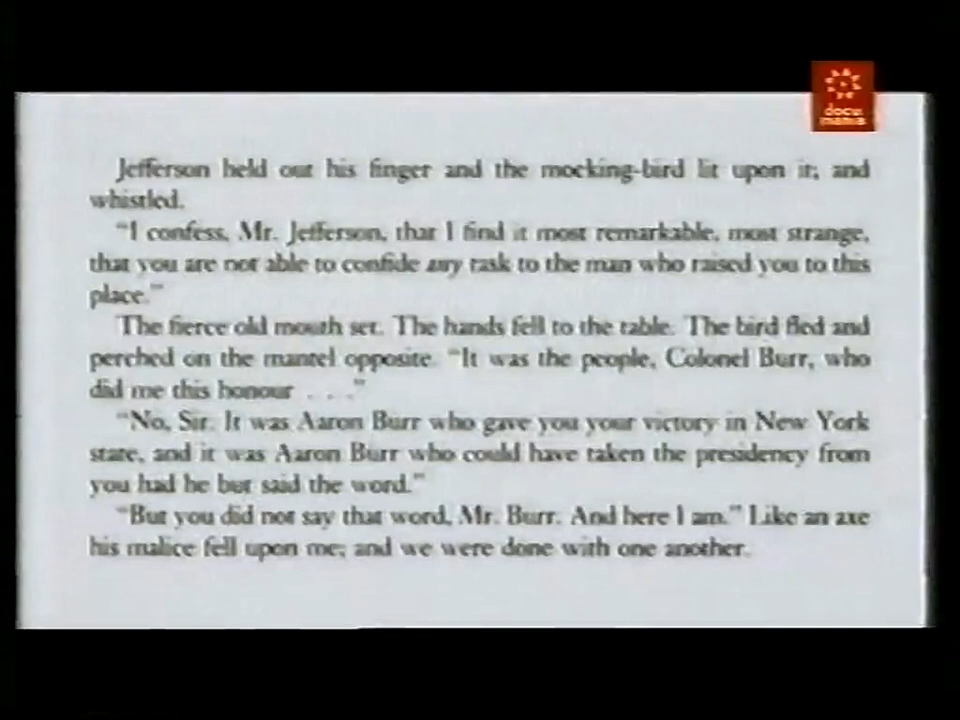 docu
mania
Jefferson held out his finger and the mocking-bird lit upon it; and
whistled.
"I confess, Mr. Jefferson, that I find it most remarkable, most strange,
that you are not able to confide any task to the man who raised you to this
place."
The fierce old mouth set. The hands fell to the table. The bird fled and
perched on the mantel opposite. "It was the people, Colonel Burr, who
did me this honour . . ."
"No, Sir. It was Aaron Burr who gave you your victory in New York
state, and it was Aaron Burr who could have taken the presidency from
you had he but said the word."
"But you did not say that word, Mr. Burr. And here I am." Like an axe
his malice fell upon me; and we were done with one another.